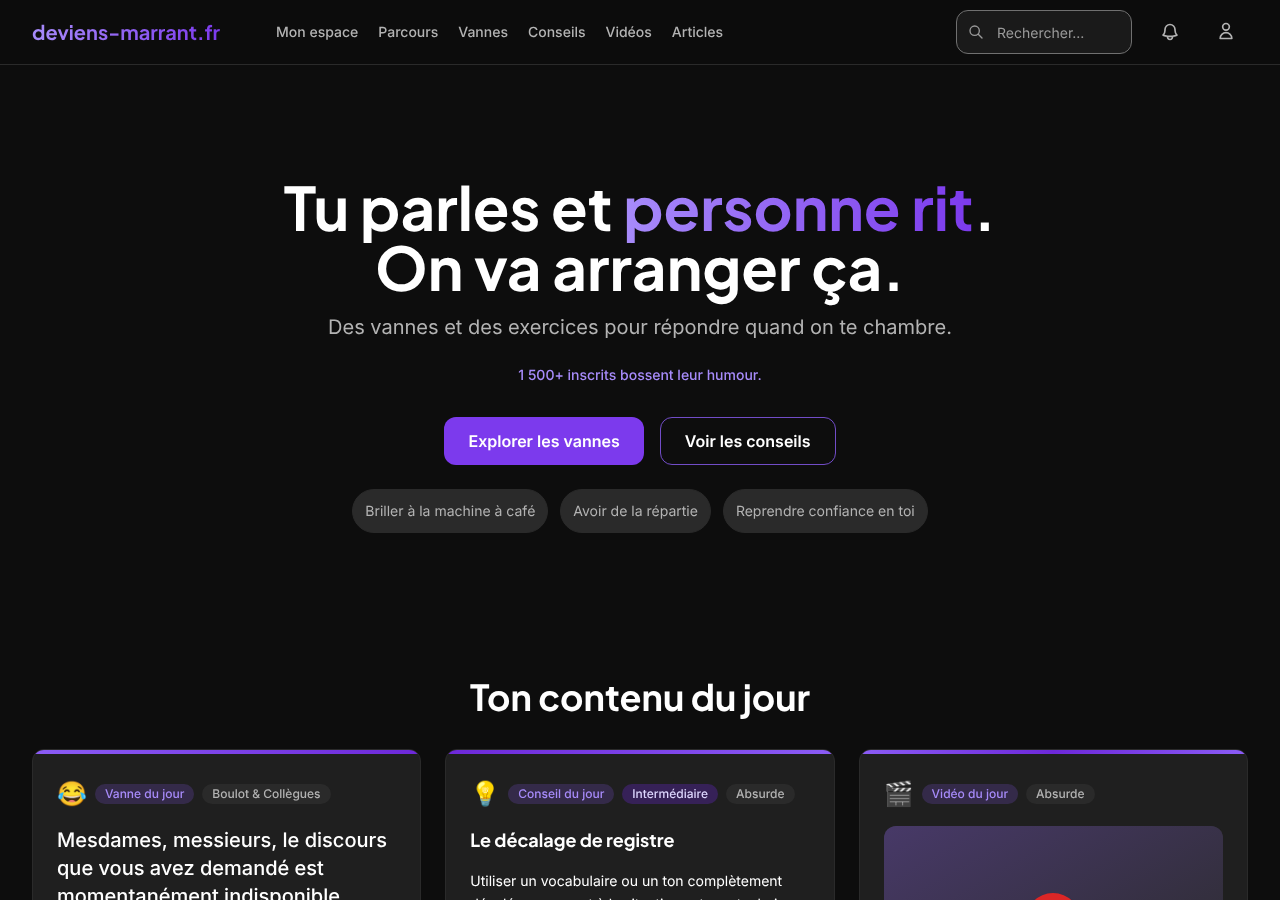 deviens-marrant.fr
Mon espace
Parcours
Vannes
Conseils
Vidéos
Articles
Rechercher...
Tu parles et personne rit.
On va arranger ça.
Des vannes et des exercices pour répondre quand on te chambre.
1 500+ inscrits bossent leur humour.
Explorer les vannes
Voir les conseils
Briller à la machine à café
Avoir de la répartie
Reprendre confiance en toi
Ton contenu du jour
Vanne du jour
Boulot & Collègues
Mesdames, messieurs, le discours
que vous avez demandé est
momentanément indisponible
Conseil du jour
Intermédiaire
Absurde
Le décalage de registre
Utiliser un vocabulaire ou un ton complètement
Vidéo du jour
Absurde